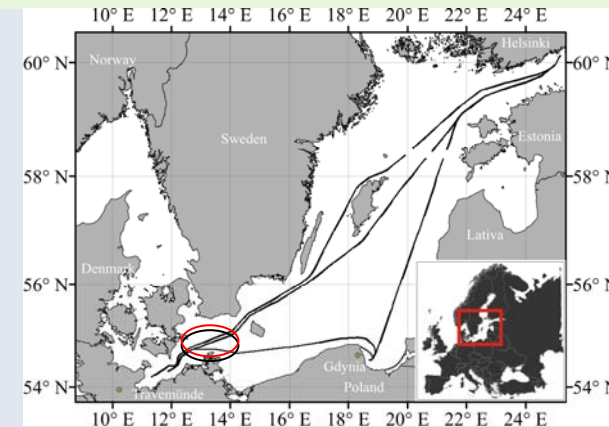 10° E 12° E 14° E 16° E 18° E 20° E 22° E 24° E
Helsinki
60° N
60° N
Norway
Sweden
Estonia
58° N
58° N
Lativa
56° N
56° N
Denmark
Gdynia
54° N
54° N
Travemünde
Poland
10° E 12° E 14° E 16° E 18° E 20° E 22° E 24° E